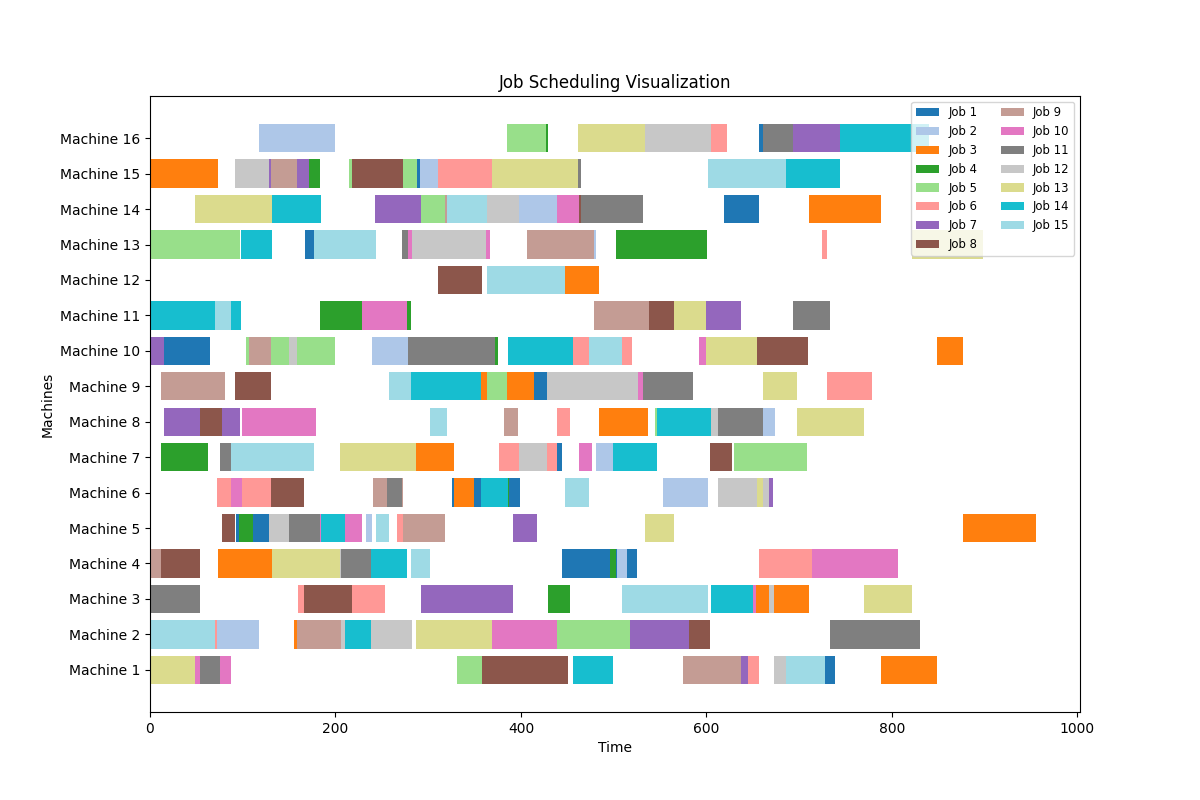 Job Scheduling Visualization
Machines
Machine 16
Machine 15
Machine 14
Machine 13
Machine 12
Machine 11
Machine 10
Machine 9
Machine 8
Machine 7
Machine 6
Machine 5
Machine 4
Machine 3
Machine 2
Machine 1
Job 1
Job 2
Job 3
Job 4
Job 5
Job 6
Job 7
Job 8
Job 9
Job 10
Job 11
Job 12
Job 13
Job 14
Job 15
0 200 400 600 800 1000
Time